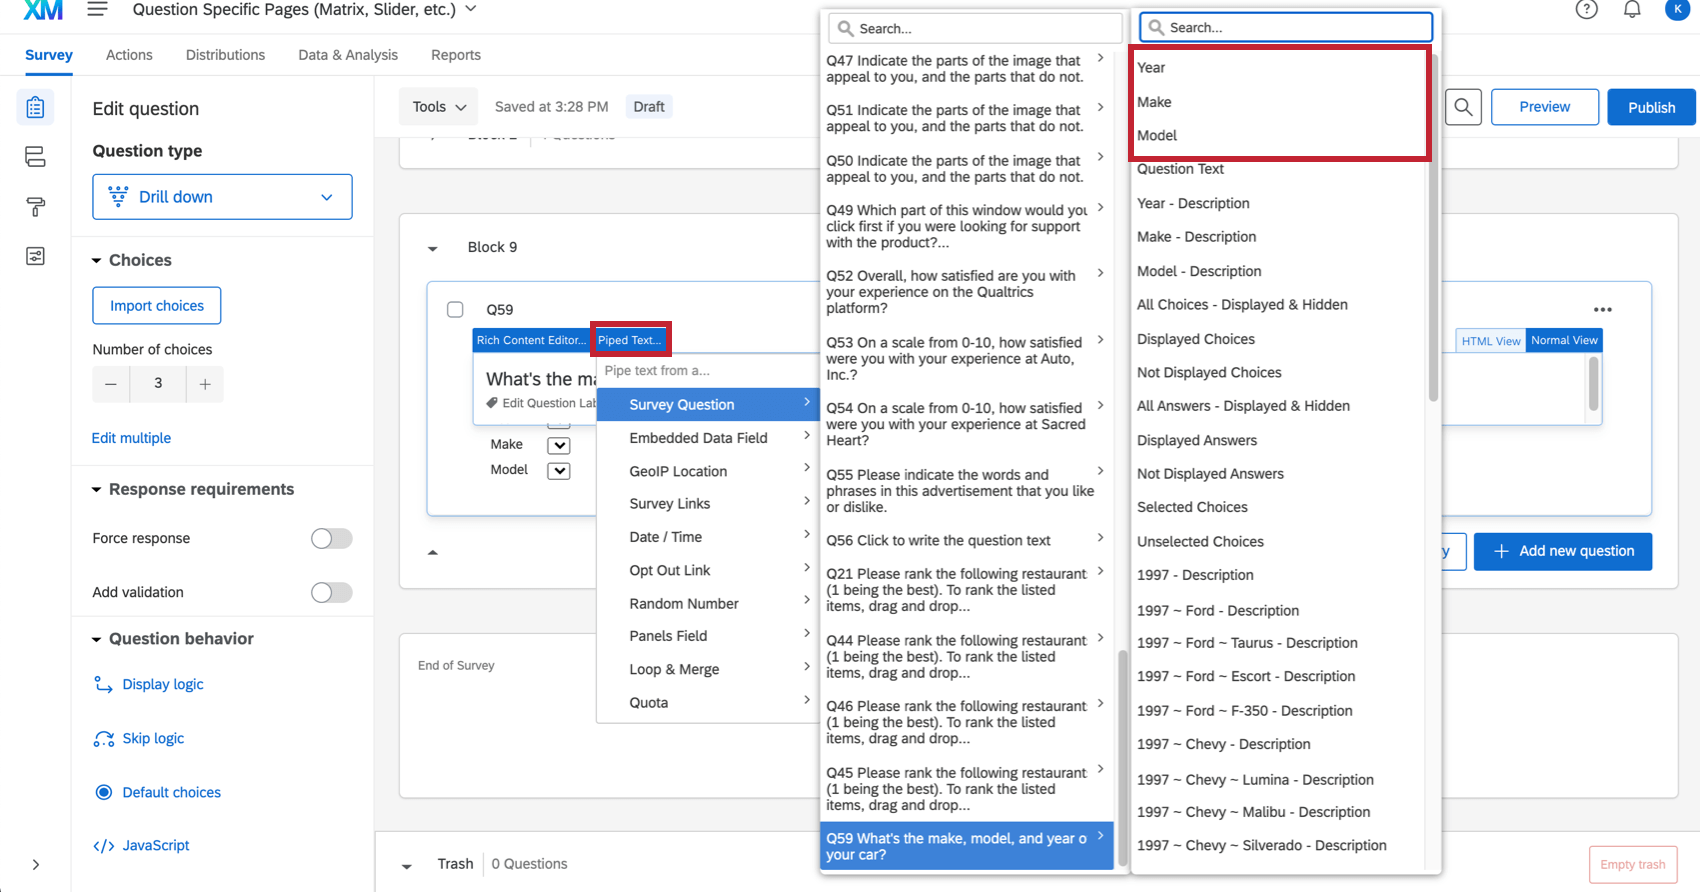 XM
Question Specific Pages (Matrix, Slider, etc.)
K
Survey
Actions
Distributions
Data & Analysis
Reports
Edit question
Question type
Drill down
Choices
Import choices
Number of choices
3
Edit multiple
Response requirements
Force response
Add validation
Question behavior
Display logic
Skip logic
Default choices
JavaScript
Tools
Saved at 3:28 PM
Draft
Preview
Publish
Block 9
Q59
Rich Content Editor...
Piped Text...
HTML View
Normal View
What's the ma
Edit Question Lab
Make
Model
Add new question
End of Survey
Trash
0 Questions
Empty trash
Pipe text from a...
Survey Question
Embedded Data Field
GeoIP Location
Survey Links
Date / Time
Opt Out Link
Random Number
Panels Field
Loop & Merge
Quota
Search...
Q47 Indicate the parts of the image that
appeal to you, and the parts that do not.
Q51 Indicate the parts of the image that
appeal to you, and the parts that do not.
Q50 Indicate the parts of the image that
appeal to you, and the parts that do not.
Q49 Which part of this window would you
click first if you were looking for support
with the product?...
Q52 Overall, how satisfied are you with
your experience on the Qualtrics
platform?
Q53 On a scale from 0-10, how satisfied
were you with your experience at Auto,
Inc.?
Q54 On a scale from 0-10, how satisfied
were you with your experience at Sacred
Heart?
Q55 Please indicate the words and
phrases in this advertisement that you like
or dislike.
Q56 Click to write the question text
Q21 Please rank the following restaurant
(1 being the best). To rank the listed
items, drag and drop...
Q44 Please rank the following restaurant
(1 being the best). To rank the listed
items, drag and drop...
Q46 Please rank the following restaurant
(1 being the best). To rank the listed
items, drag and drop...
Q45 Please rank the following restaurant
(1 being the best). To rank the listed
items, drag and drop...
Q59 What's the make, model, and year o
your car?
Search...
Year
Make
Model
Question Text
Year - Description
Make - Description
Model - Description
All Choices - Displayed & Hidden
Displayed Choices
Not Displayed Choices
All Answers - Displayed & Hidden
Displayed Answers
Not Displayed Answers
Selected Choices
Unselected Choices
1997 - Description
1997 ~ Ford - Description
1997 ~ Ford ~ Taurus - Description
1997 ~ Ford ~ Escort - Description
1997 ~ Ford ~ F-350 - Description
1997 ~ Chevy - Description
1997 ~ Chevy ~ Lumina - Description
1997 ~ Chevy ~ Malibu - Description
1997 ~ Chevy ~ Silverado - Description